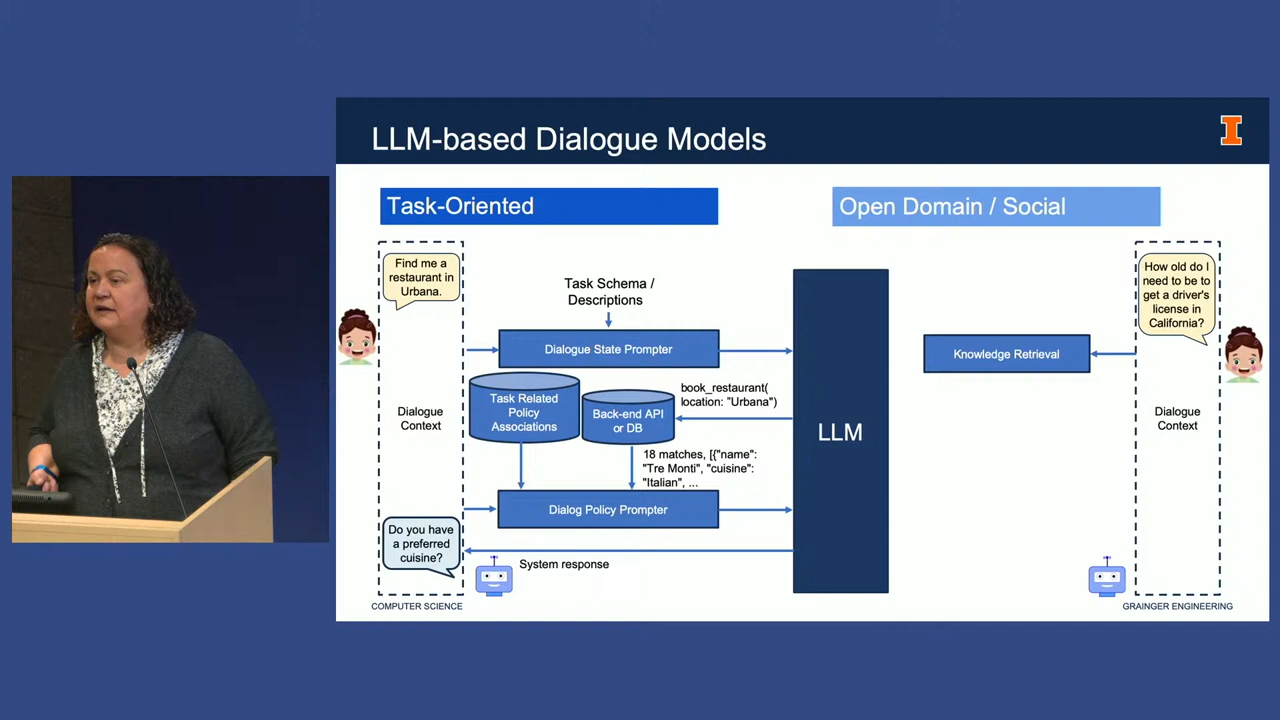 LLM-based Dialogue Models
I
Task-Oriented
Open Domain / Social
Find me a
restaurant in
Urbana.
Task Schema /
Descriptions
Dialogue State Prompter
Dialogue
Context
Task Related
Policy
Associations
Back-end API
or DB
book_restaurant(
location: "Urbana")
18 matches, [{"name":
"Tre Monti", "cuisine":
"Italian", ...
Dialog Policy Prompter
Do you have
a preferred
cuisine?
System response
LLM
How old do I
need to be to
get a driver's
license in
California?
Knowledge Retrieval
Dialogue
Context
COMPUTER SCIENCE
GRAINGER ENGINEERING